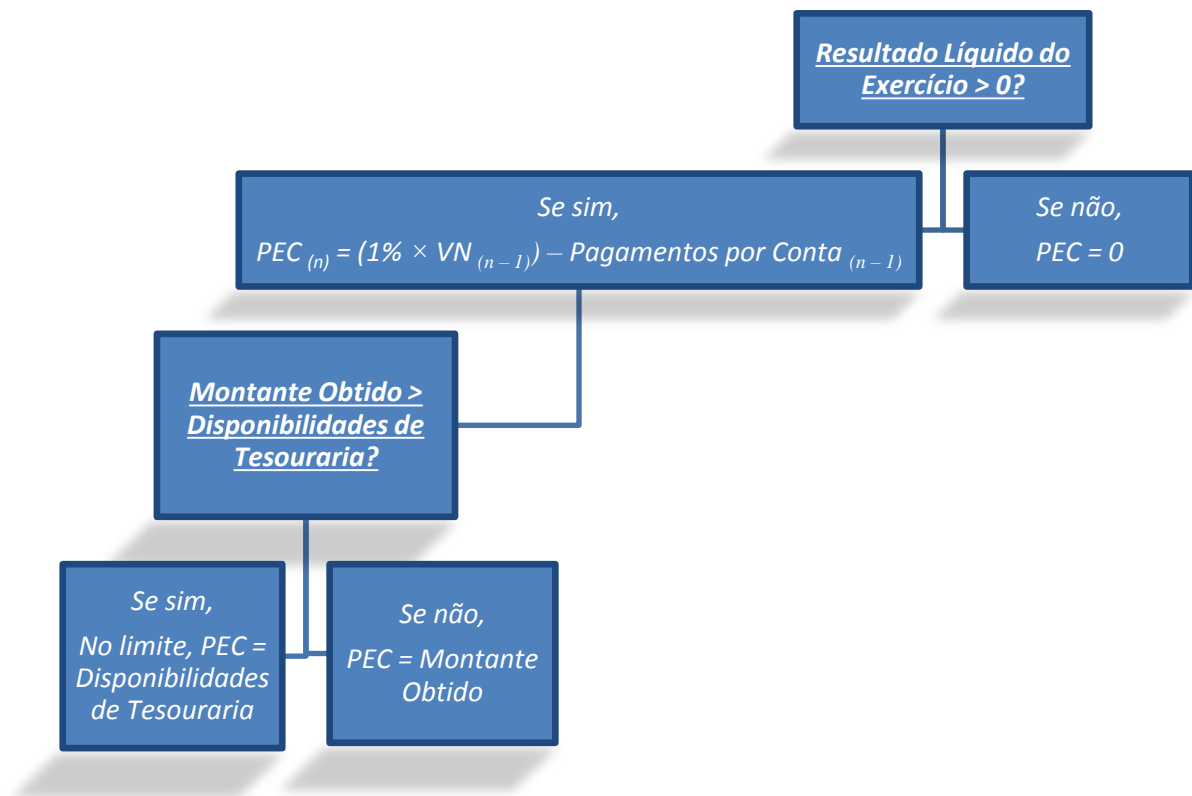 Resultado Líquido do
Exercício > 0?
Se sim,
PEC (n) = (1% × VN (n – 1)) – Pagamentos por Conta (n – 1)
Se não,
PEC = 0
Montante Obtido >
Disponibilidades de
Tesouraria?
Se sim,
No limite, PEC =
Disponibilidades
de Tesouraria
Se não,
PEC = Montante
Obtido